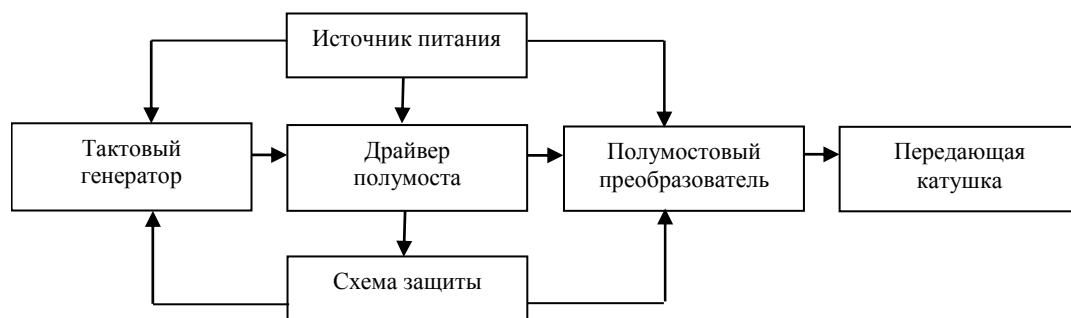 Источник питания
Тактовый
генератор
Драйвер
полумоста
Полумостовый
преобразователь
Передающая
катушка
Схема защиты